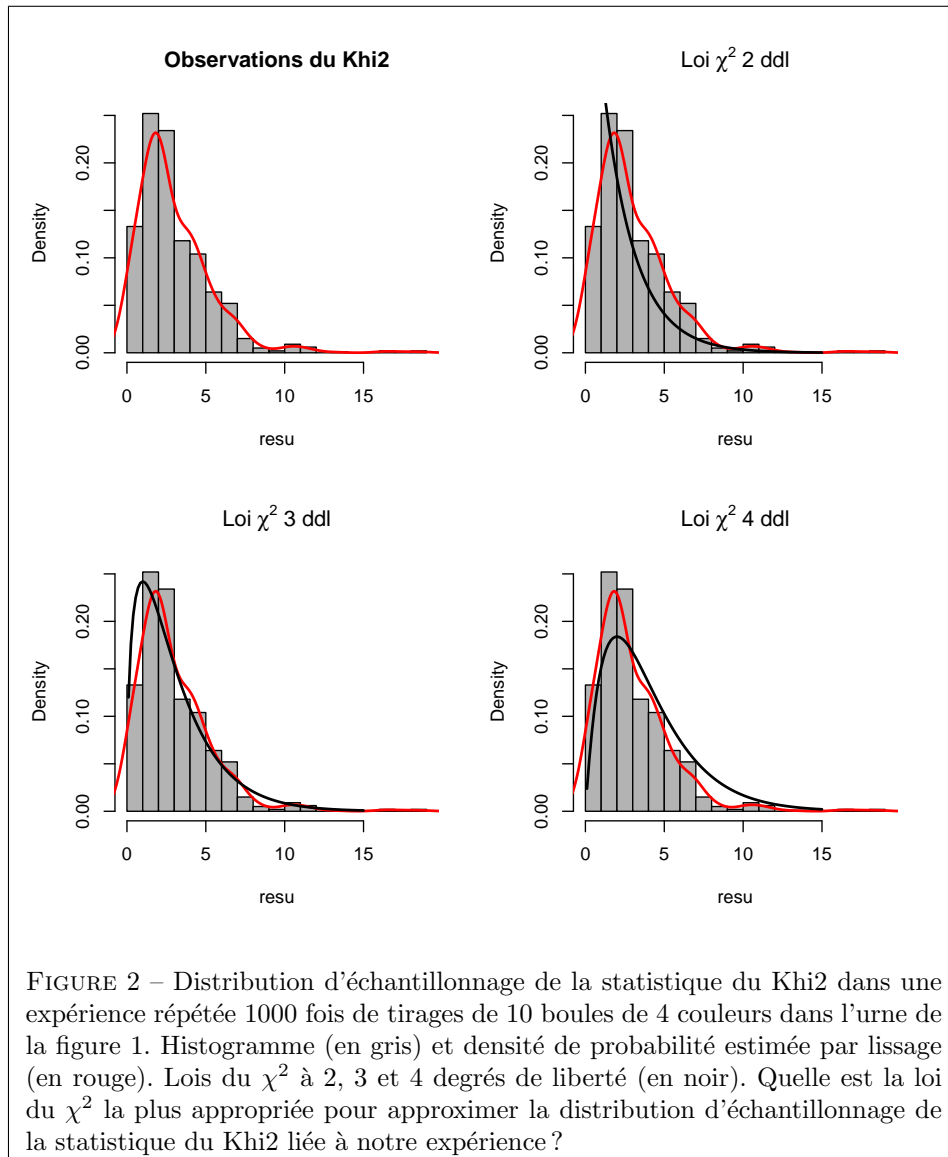 Observations du Khi2
Density
0.00 0.10 0.20
0 5 10 15
resu
Loi χ² 2 ddl
Density
0.00 0.10 0.20
0 5 10 15
resu
Loi χ² 3 ddl
Density
0.00 0.10 0.20
0 5 10 15
resu
Loi χ² 4 ddl
Density
0.00 0.10 0.20
0 5 10 15
resu
FIGURE 2 – Distribution d'échantillonnage de la statistique du Khi2 dans une
expérience répétée 1000 fois de tirages de 10 boules de 4 couleurs dans l'urne de
la figure 1. Histogramme (en gris) et densité de probabilité estimée par lissage
(en rouge). Lois du χ² à 2, 3 et 4 degrés de liberté (en noir). Quelle est la loi
du χ² la plus appropriée pour approximer la distribution d'échantillonnage de
la statistique du Khi2 liée à notre expérience ?